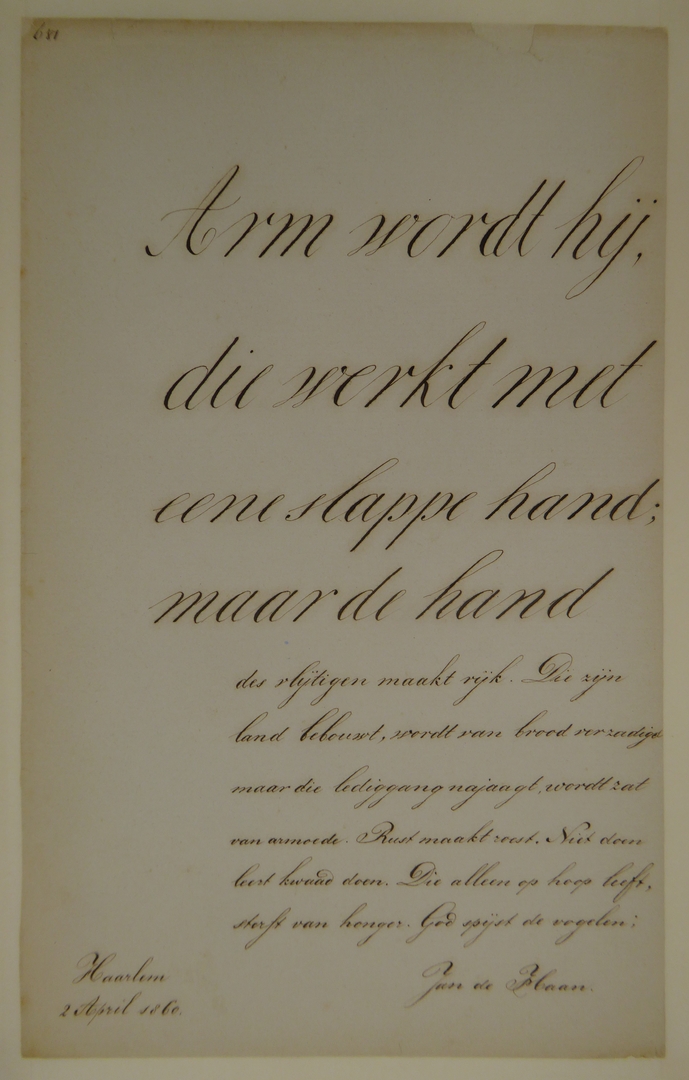 681
Arm wordt hij,
die werkt met
eene slappe hand;
maar de hand
des vlijtigen maakt rijk. Die zijn
land bebouwt, wordt van brood verzadigd
maar die lediggang najaagt, wordt zat
van armoede. Rust maakt roest. Niet doen
leert kwaad doen. Die alleen op hoop leeft,
sterft van honger. God spijst de vogelen;
Haarlem
Jan de Haan.
2 April 1860.